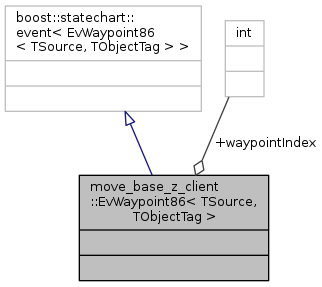 boost::statechart::
event< EvWaypoint86
< TSource, TObjectTag > >
int
+waypointIndex
move_base_z_client
::EvWaypoint86< TSource,
TObjectTag >